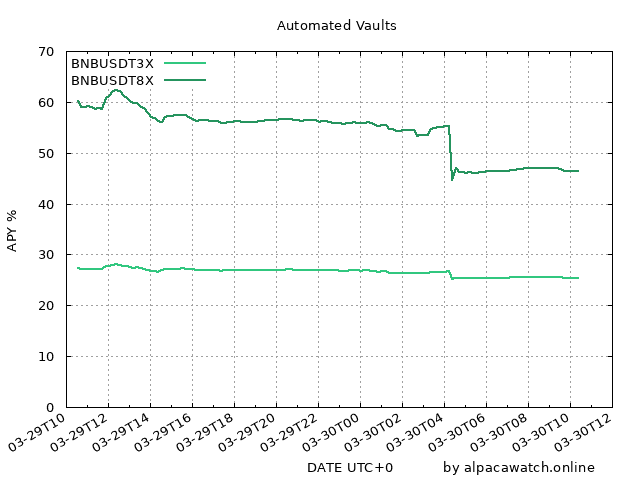 Automated Vaults
BNBUSDT3X
BNBUSDT8X
APY %
70
60
50
40
30
20
10
0
03-29T10
03-29T12
03-29T14
03-29T16
03-29T18
03-29T20
03-29T22
03-30T00
03-30T02
03-30T04
03-30T06
03-30T08
03-30T10
03-30T12
DATE UTC+0
by alpacawatch.online